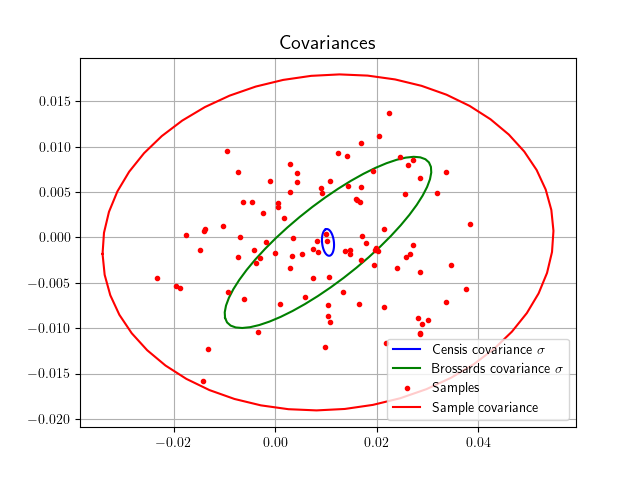 Covariances
0.015
0.010
0.005
0.000
−0.005
−0.010
−0.015
−0.020
−0.02
0.00
0.02
0.04
Censis covariance σ
Brossards covariance σ
Samples
Sample covariance